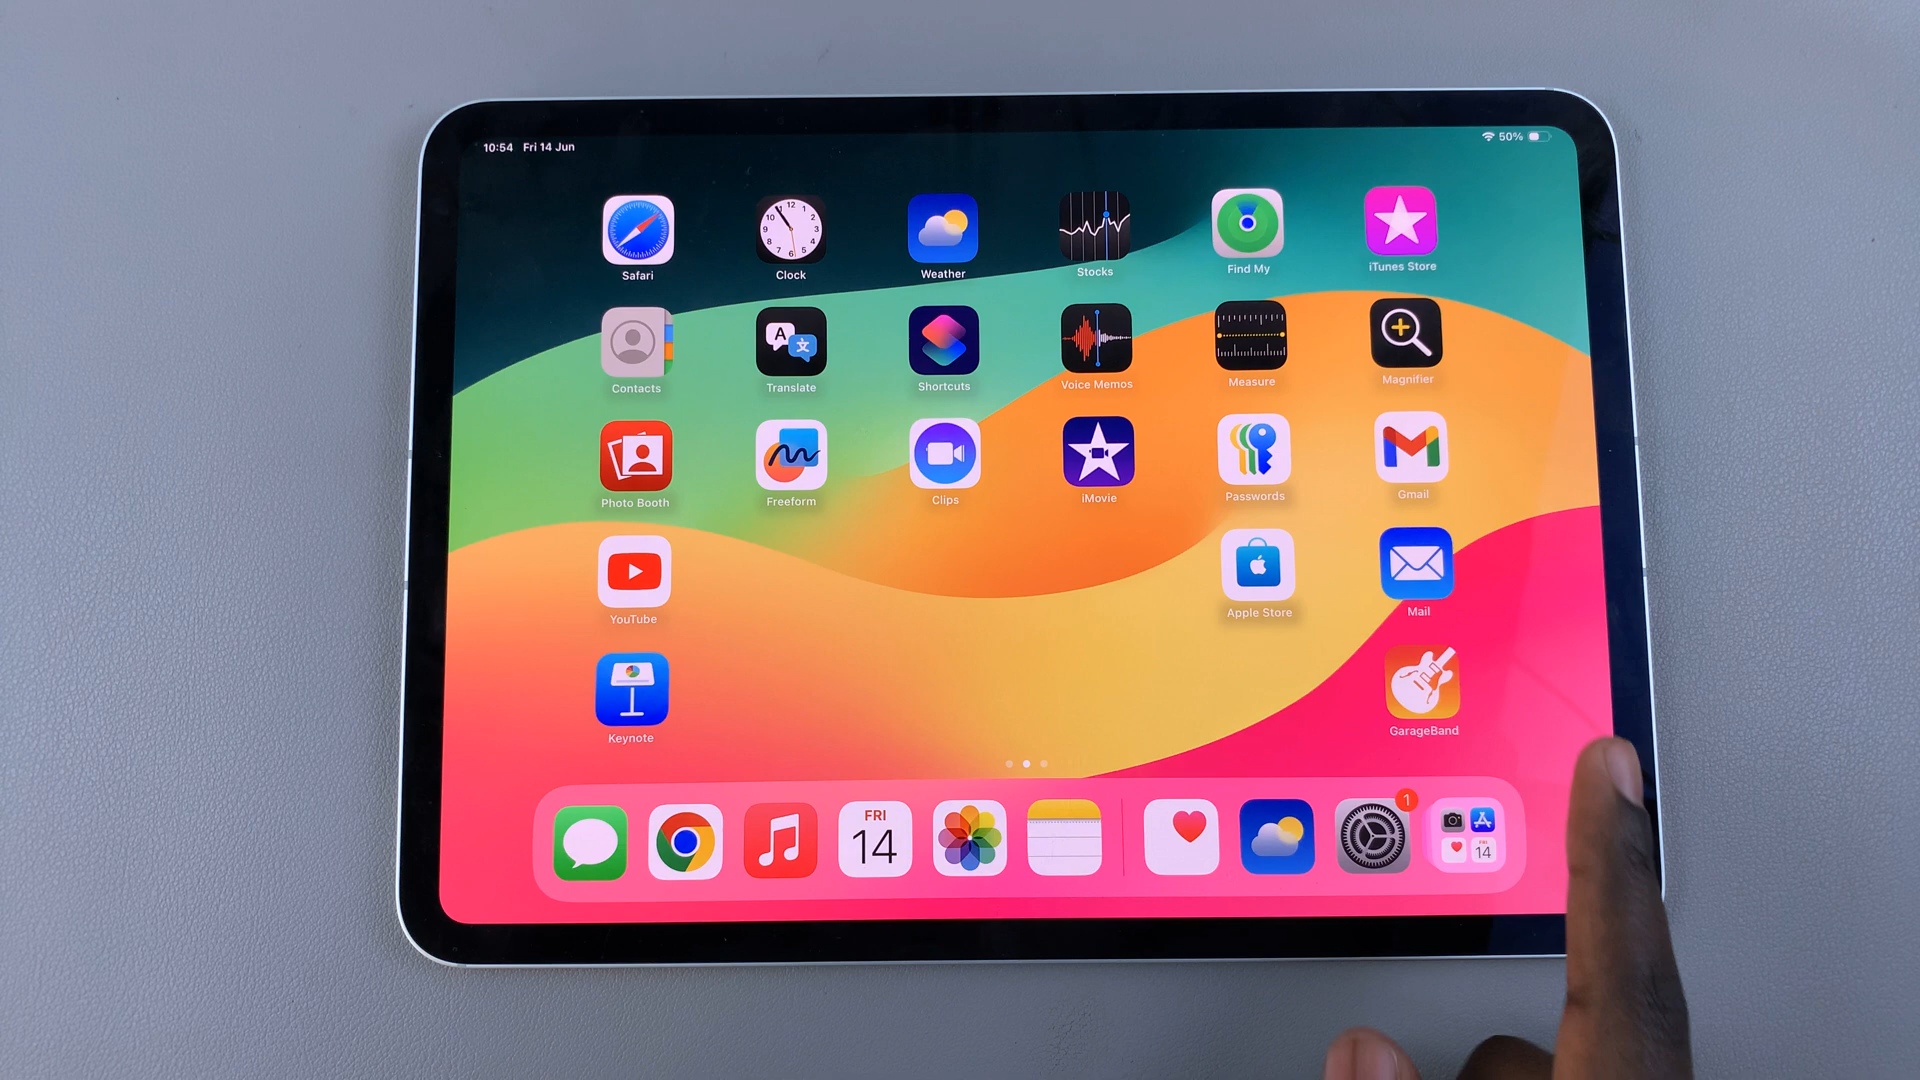 10:54 Fri 14 Jun
50%
Safari
Clock
Weather
Stocks
Find My
iTunes Store
Contacts
Translate
Shortcuts
Voice Memos
Measure
Magnifier
Photo Booth
Freeform
Clips
iMovie
Passwords
Gmail
YouTube
Apple Store
Mail
Keynote
GarageBand
FRI
14
1
14